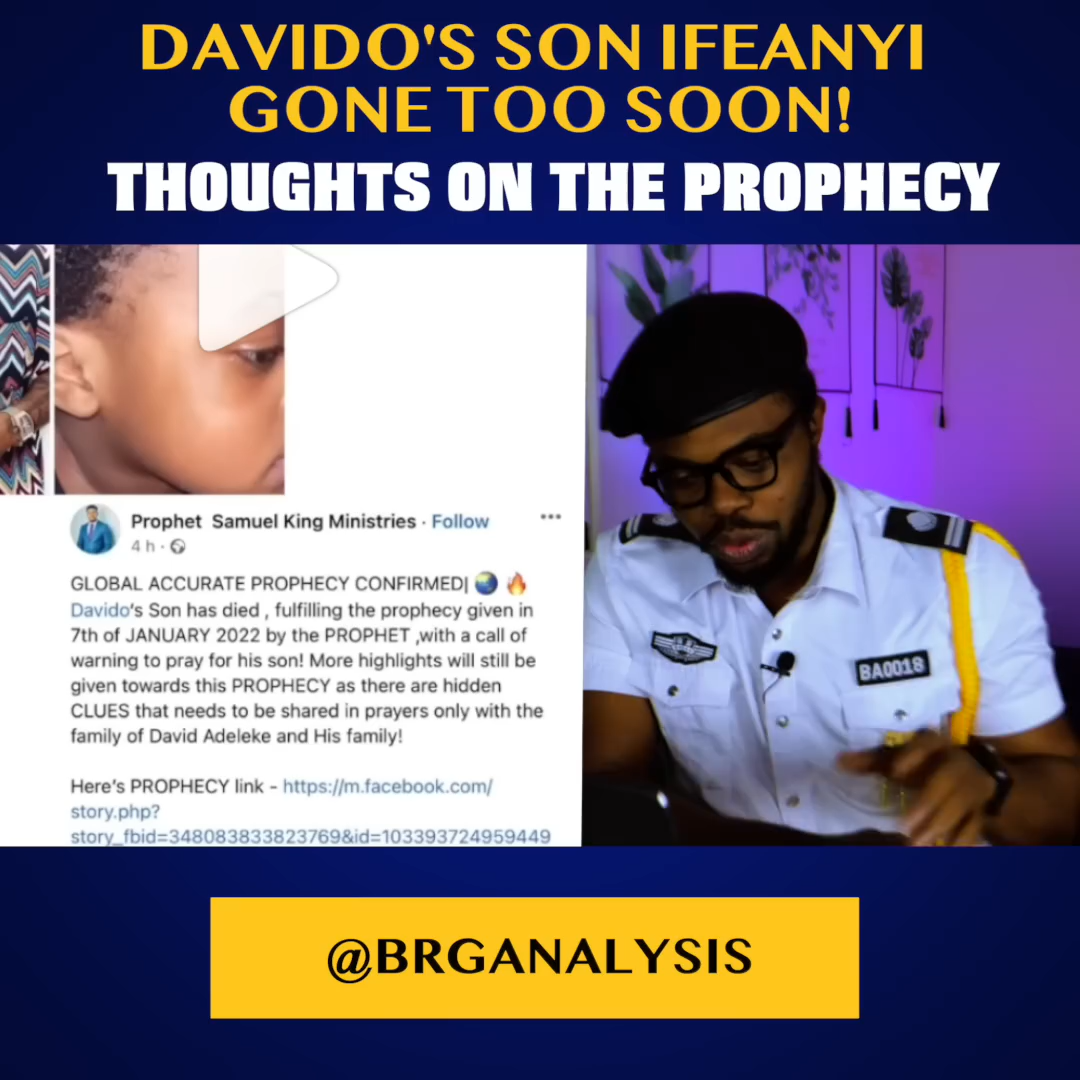 DAVIDO'S SON IFEANYI
GONE TOO SOON!
THOUGHTS ON THE PROPHECY
Prophet Samuel King Ministries · Follow
4 h ·
GLOBAL ACCURATE PROPHECY CONFIRMED| 🌏 🔥
Davido's Son has died , fulfilling the prophecy given in
7th of JANUARY 2022 by the PROPHET ,with a call of
warning to pray for his son! More highlights will still be
given towards this PROPHECY as there are hidden
CLUES that needs to be shared in prayers only with the
family of David Adeleke and His family!
Here's PROPHECY link - https://m.facebook.com/
story.php?
story_fbid=348083833823769&id=103393724959449
BA0018
@BRGANALYSIS